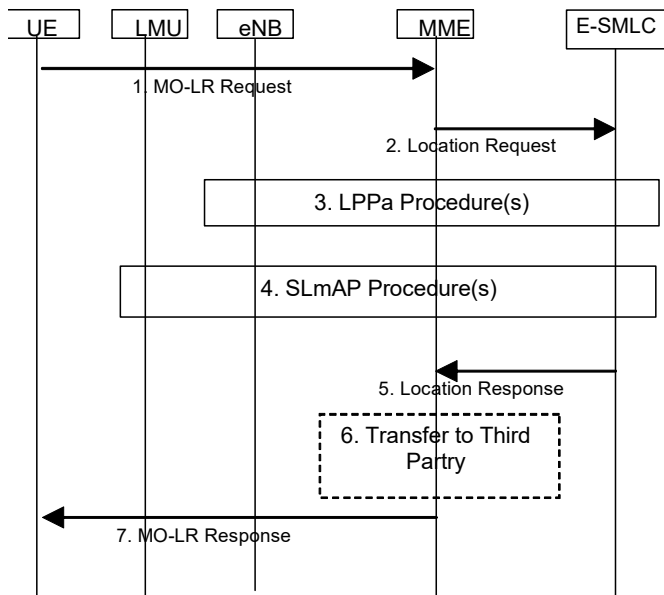 UE LMU eNB MME E-SMLC
1. MO-LR Request
2. Location Request
3. LPPa Procedure(s)
4. SLmAP Procedure(s)
5. Location Response
6. Transfer to Third
Partry
7. MO-LR Response